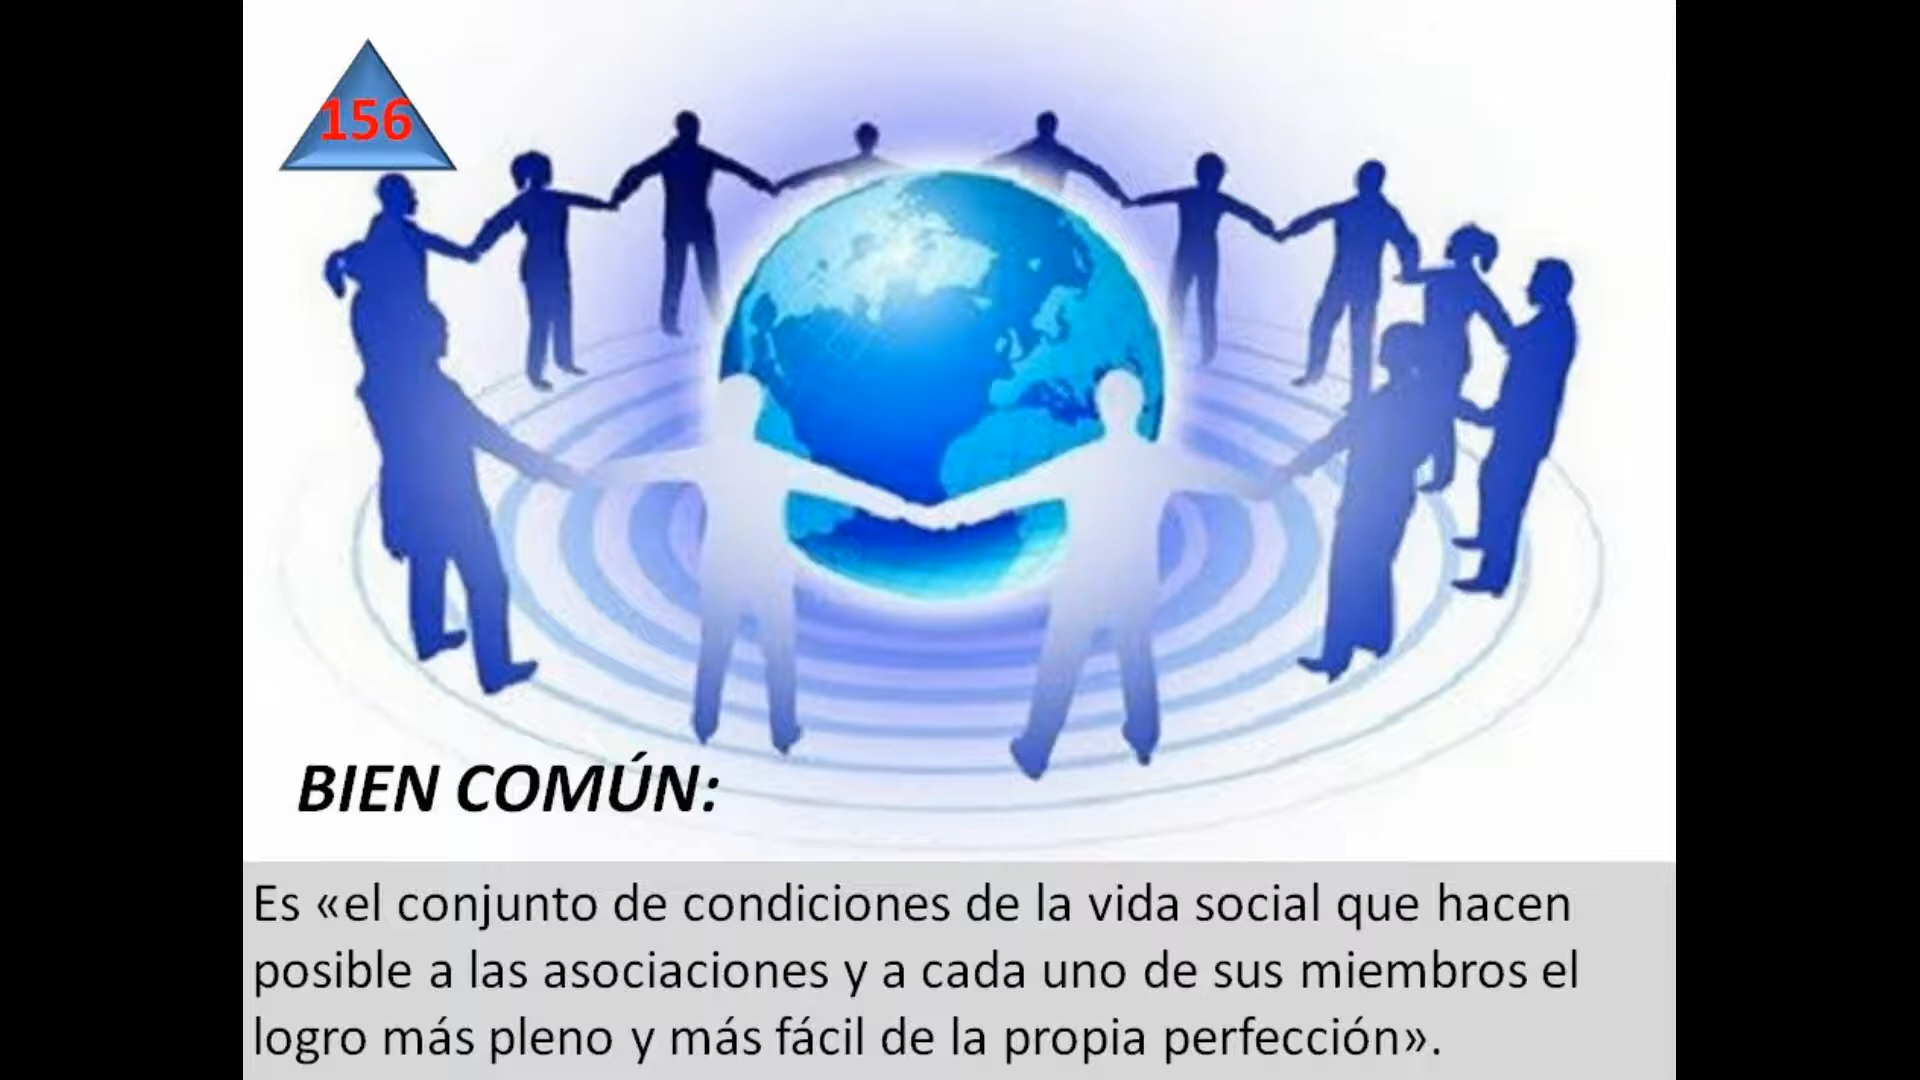 156
BIEN COMÚN:
Es «el conjunto de condiciones de la vida social que hacen
posible a las asociaciones y a cada uno de sus miembros el
logro más pleno y más fácil de la propia perfección».